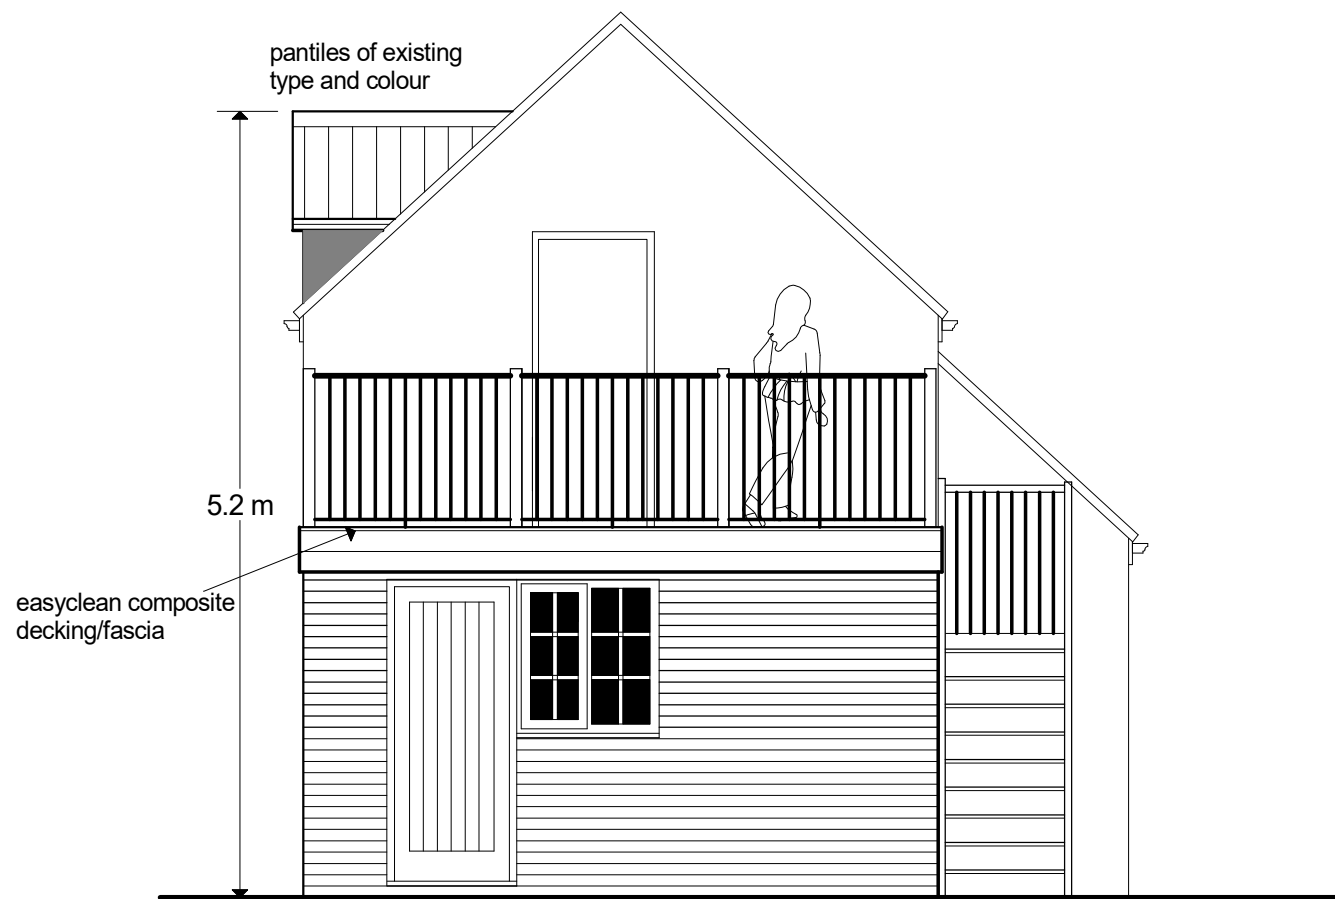 pantiles of existing
type and colour
5.2 m
easyclean composite
decking/fascia